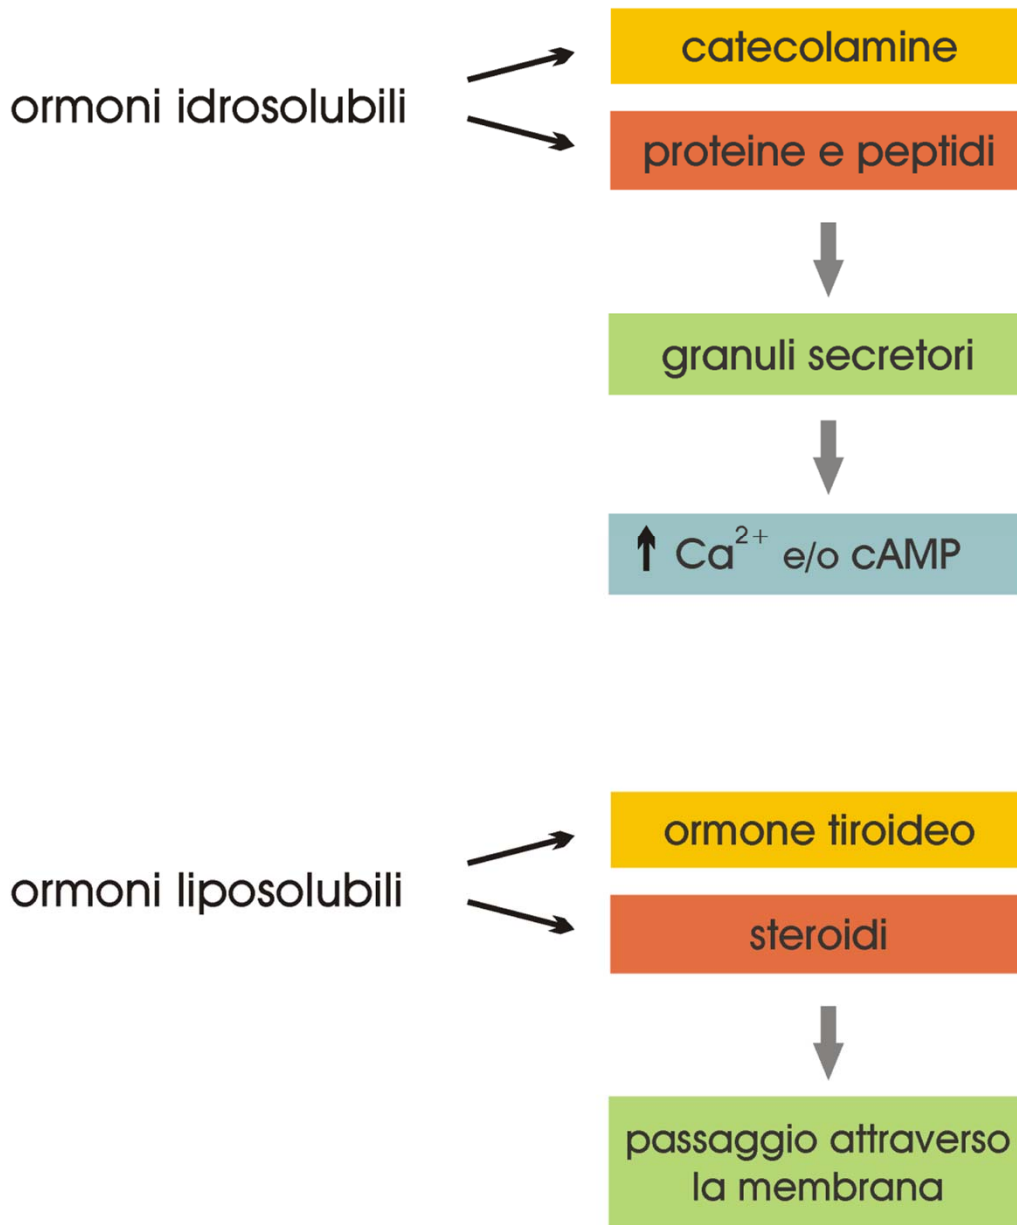 ormoni idrosolubili
catecolamine
proteine e peptidi
granuli secretori
Ca²⁺ e/o cAMP
ormoni liposolubili
ormone tiroideo
steroidi
passaggio attraverso
la membrana